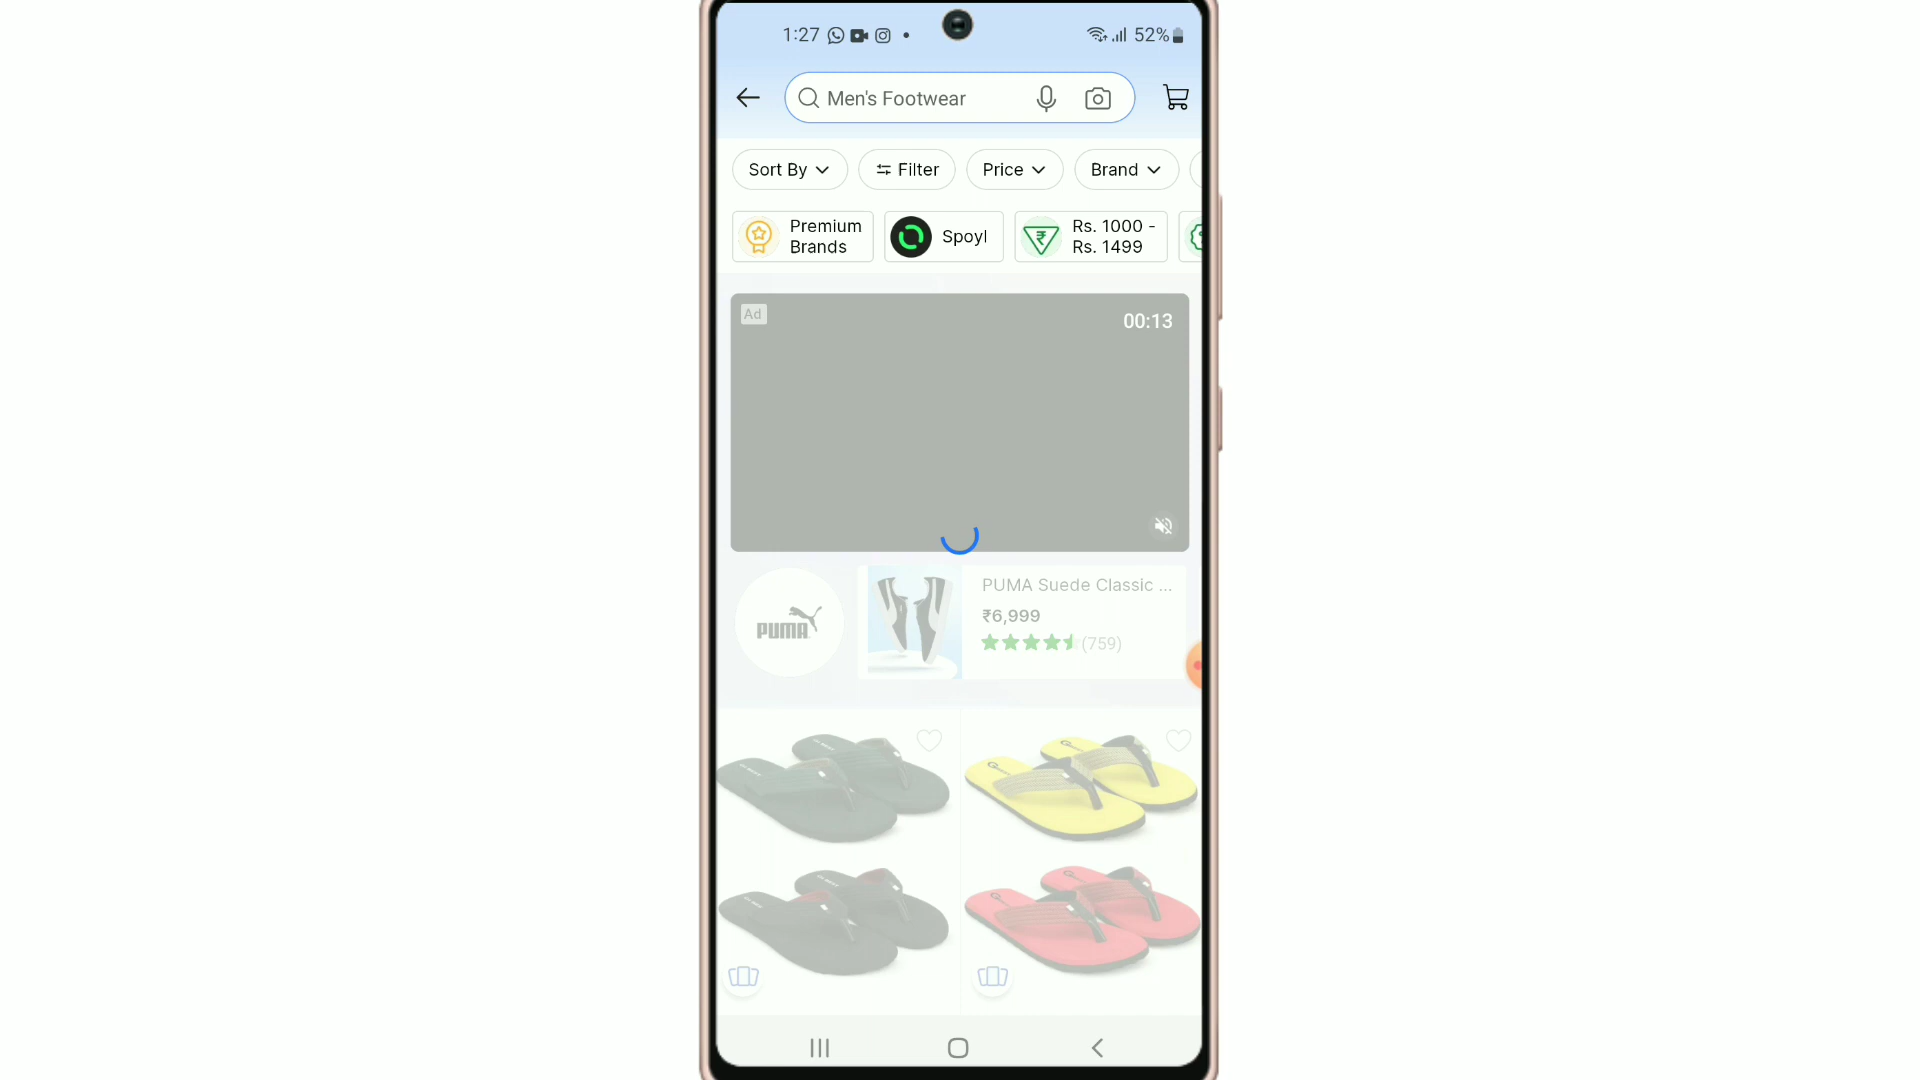 1:27
52%
Men's Footwear
Sort By
Filter
Price
Brand
Premium
Brands
Spoyl
Rs. 1000 -
Rs. 1499
Ad
00:13
PUMA
PUMA Suede Classic ...
₹6,999
(759)